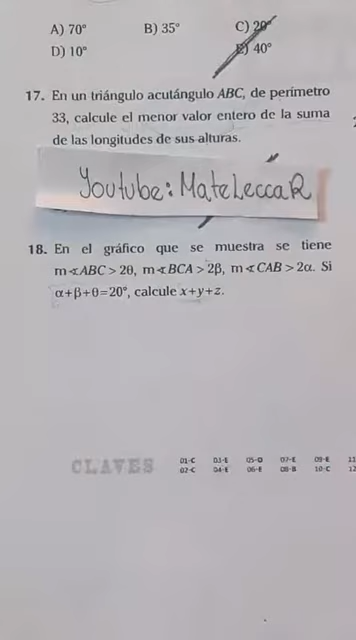 A) 70° B) 35° C) 20°
D) 10° E) 40°
17. En un triángulo acutángulo ABC, de perímetro
33, calcule el menor valor entero de la suma
de las longitudes de sus alturas.
Youtube: MateLeccaR
18. En el gráfico que se muestra se tiene
m∢ABC > 2θ, m∢BCA > 2β, m∢CAB > 2α. Si
α+β+θ=20°, calcule x+y+z.
CLAVES
01-C 03-E 05-D 07-E 09-E 11
02-C 04-E 06-E 08-B 10-C 12